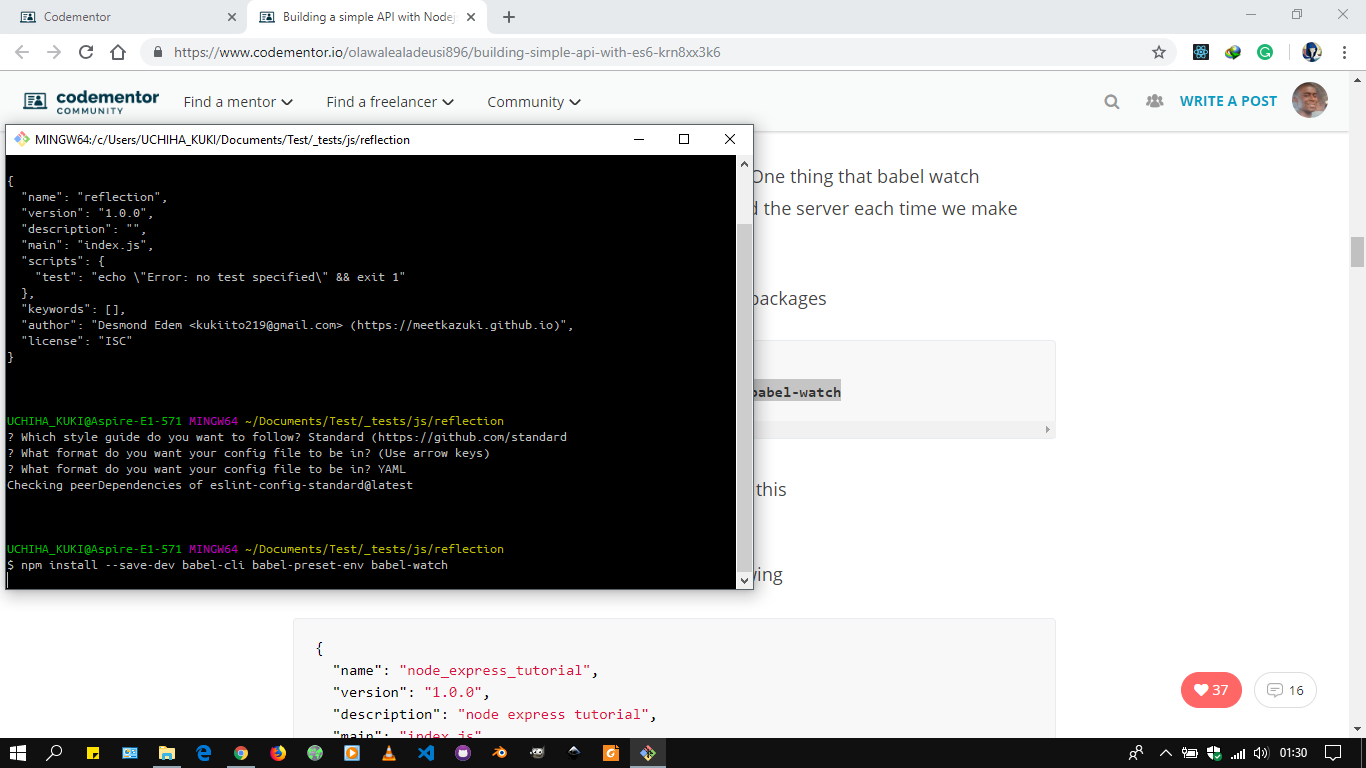 Codementor
Building a simple API with Nodej
https://www.codementor.io/olawalealadeusi896/building-simple-api-with-es6-krn8xx3k6
codementor
COMMUNITY
Find a mentor
Find a freelancer
Community
WRITE A POST
MINGW64:/c/Users/UCHIHA_KUKI/Documents/Test/_tests/js/reflection
{
"name": "reflection",
"version": "1.0.0",
"description": "",
"main": "index.js",
"scripts": {
"test": "echo \"Error: no test specified\" && exit 1"
},
"keywords": [],
"author": "Desmond Edem <kukiito219@gmail.com> (https://meetkazuki.github.io)",
"license": "ISC"
}
UCHIHA_KUKI@Aspire-E1-571 MINGW64 ~/Documents/Test/_tests/js/reflection
? Which style guide do you want to follow? Standard (https://github.com/standard
? What format do you want your config file to be in? (Use arrow keys)
? What format do you want your config file to be in? YAML
Checking peerDependencies of eslint-config-standard@latest
UCHIHA_KUKI@Aspire-E1-571 MINGW64 ~/Documents/Test/_tests/js/reflection
$ npm install --save-dev babel-cli babel-preset-env babel-watch
One thing that babel watch
d the server each time we make
packages
babel-watch
this
ving
{
"name": "node_express_tutorial",
"version": "1.0.0",
"description": "node express tutorial",
"main": "index.js"
37
16
01:30